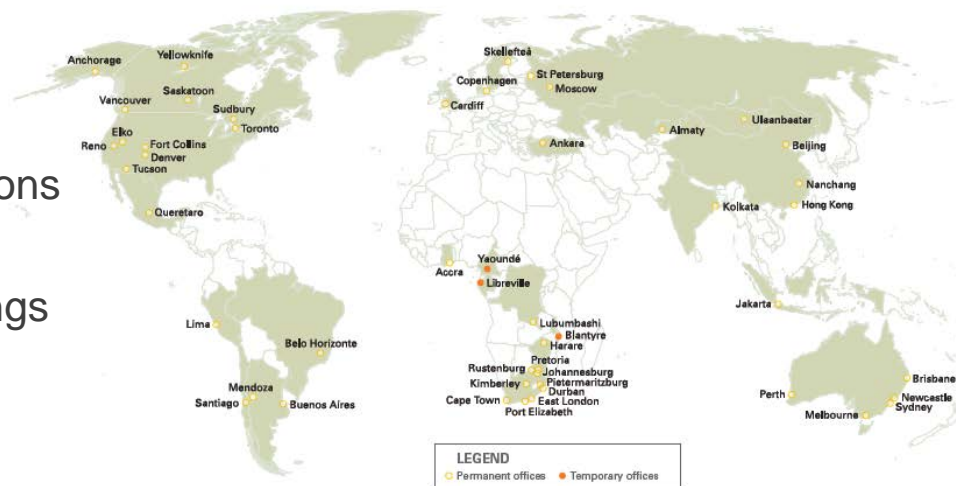 Anchorage
Yellowknife
Vancouver
Saskatoon
Sudbury
Toronto
Elko
Reno
Fort Collins
Denver
Tucson
Queretaro
Lima
Belo Horizonte
Mendoza
Santiago
Buenos Aires
Skellefteå
Copenhagen
St Petersburg
Moscow
Cardiff
Ankara
Almaty
Ulaanbaatar
Beijing
Nanchang
Kolkata
Hong Kong
Jakarta
Accra
Yaoundé
Libreville
Lubumbashi
Blantyre
Harare
Pretoria
Rustenburg
Johannesburg
Kimberley
Pietermaritzburg
Durban
Cape Town
East London
Port Elizabeth
Perth
Brisbane
Newcastle
Sydney
Melbourne
ons
ngs
LEGEND
Permanent offices Temporary offices